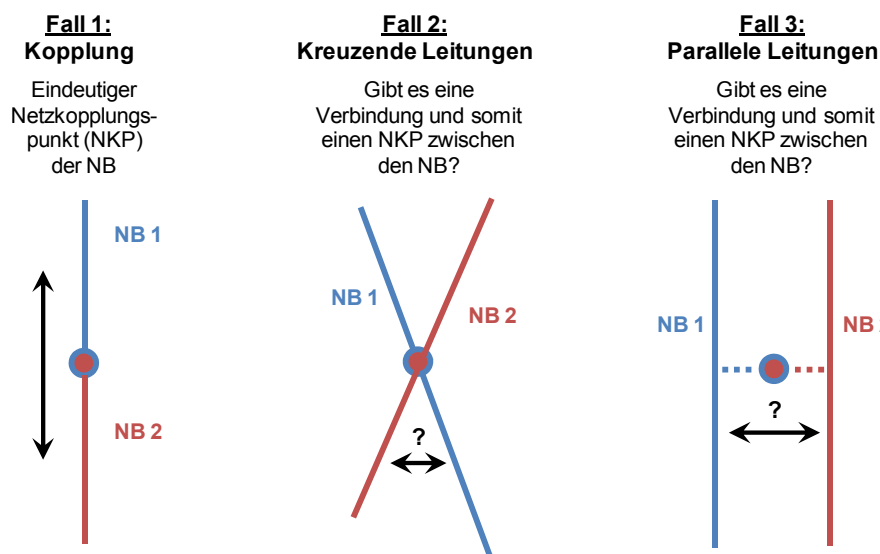 Fall 1:
Kopplung
Eindeutiger
Netzkopplungs-
punkt (NKP)
der NB
NB 1
NB 2
Fall 2:
Kreuzende Leitungen
Gibt es eine
Verbindung und somit
einen NKP zwischen
den NB?
NB 1
NB 2
?
Fall 3:
Parallele Leitungen
Gibt es eine
Verbindung und somit
einen NKP zwischen
den NB?
NB 1
NB
?